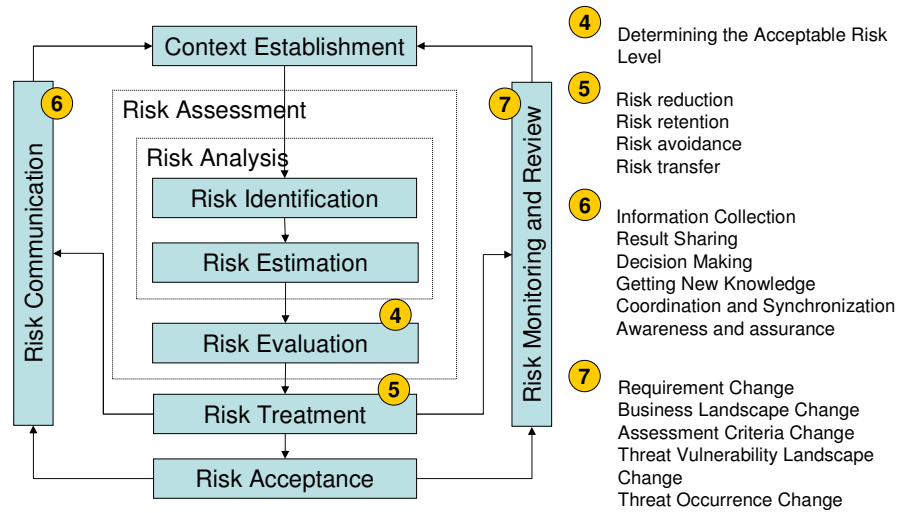 Context Establishment
6
Risk Communication
Risk Assessment
Risk Analysis
Risk Identification
Risk Estimation
4
Risk Evaluation
5
Risk Treatment
Risk Acceptance
7
Risk Monitoring and Review
4
Determining the Acceptable Risk
Level
5
Risk reduction
Risk retention
Risk avoidance
Risk transfer
6
Information Collection
Result Sharing
Decision Making
Getting New Knowledge
Coordination and Synchronization
Awareness and assurance
7
Requirement Change
Business Landscape Change
Assessment Criteria Change
Threat Vulnerability Landscape
Change
Threat Occurrence Change